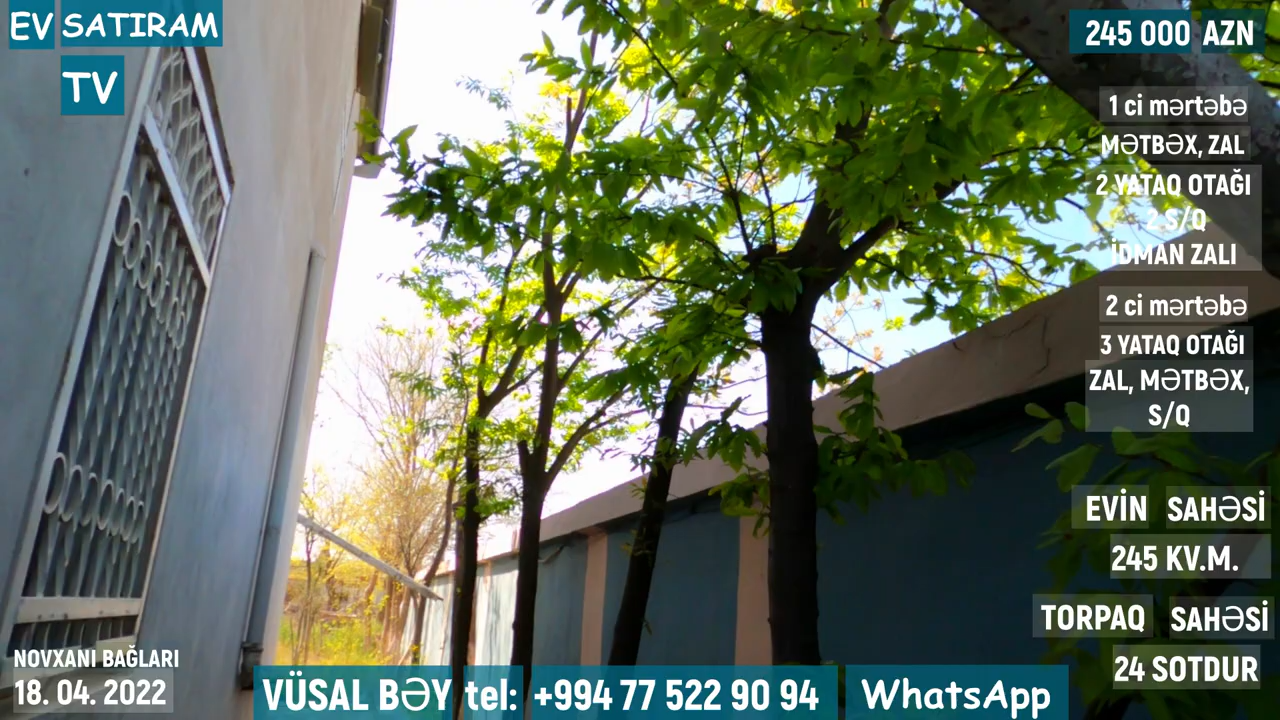 EV SATIRAM
TV
245 000 AZN
1 ci mərtəbə
MƏTBƏX, ZAL
2 YATAQ OTAĞI
2 S/Q
İDMAN ZALI
2 ci mərtəbə
3 YATAQ OTAĞI
ZAL, MƏTBƏX,
S/Q
EVİN SAHƏSİ
245 KV.M.
TORPAQ SAHƏSİ
24 SOTDUR
NOVXANI BAĞLARI
18. 04. 2022
VÜSAL BƏY tel: +994 77 522 90 94 WhatsApp